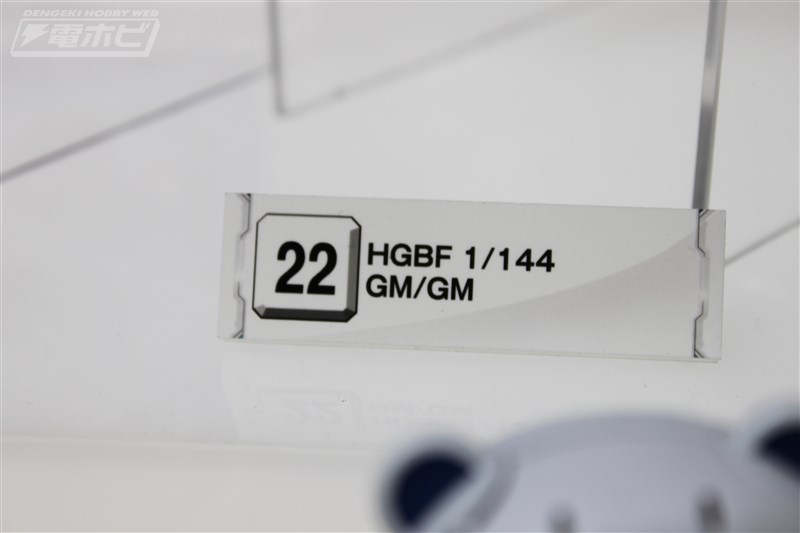 DENGEKI HOBBY WEB
電ホビ
22
HGBF 1/144
GM/GM